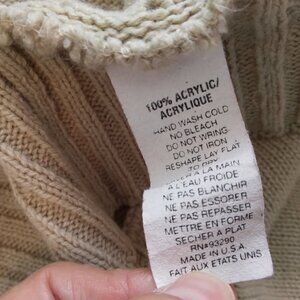 100% ACRYLIC/
ACRYLIQUE
HAND WASH COLD
NO BLEACH
DO NOT WRING
DO NOT IRON
RESHAPE LAY FLAT
TO DRY
A LA MAIN
A L'EAU FROIDE
NE PAS BLANCHIR
NE PAS ESSORER
NE PAS REPASSER
METTRE EN FORME
SECHER A PLAT
RN#93290
MADE IN U.S.A.
FAIT AUX ETATS UNIS